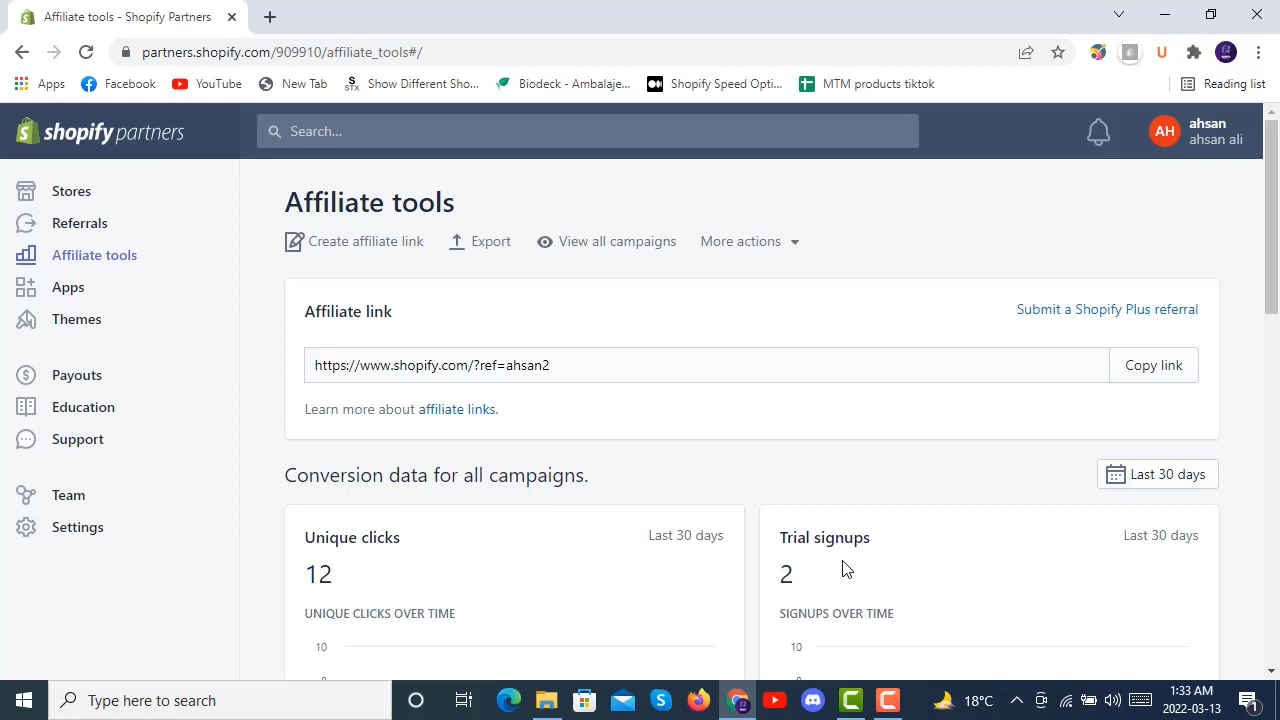 Affiliate tools - Shopify Partners
partners.shopify.com/909910/affiliate_tools#/
Apps Facebook YouTube New Tab Show Different Sho... Biodeck - Ambalaje... Shopify Speed Opti... MTM products tiktok Reading list
shopify partners
Search...
AH
ahsan
ahsan ali
Stores
Referrals
Affiliate tools
Apps
Themes
Payouts
Education
Support
Team
Settings
Affiliate tools
Create affiliate link Export View all campaigns More actions
Affiliate link
Submit a Shopify Plus referral
https://www.shopify.com/?ref=ahsan2
Copy link
Learn more about affiliate links.
Conversion data for all campaigns.
Last 30 days
Unique clicks
Last 30 days
12
UNIQUE CLICKS OVER TIME
10
Trial signups
Last 30 days
2
SIGNUPS OVER TIME
10
Type here to search
18°C
1:33 AM
2022-03-13
1